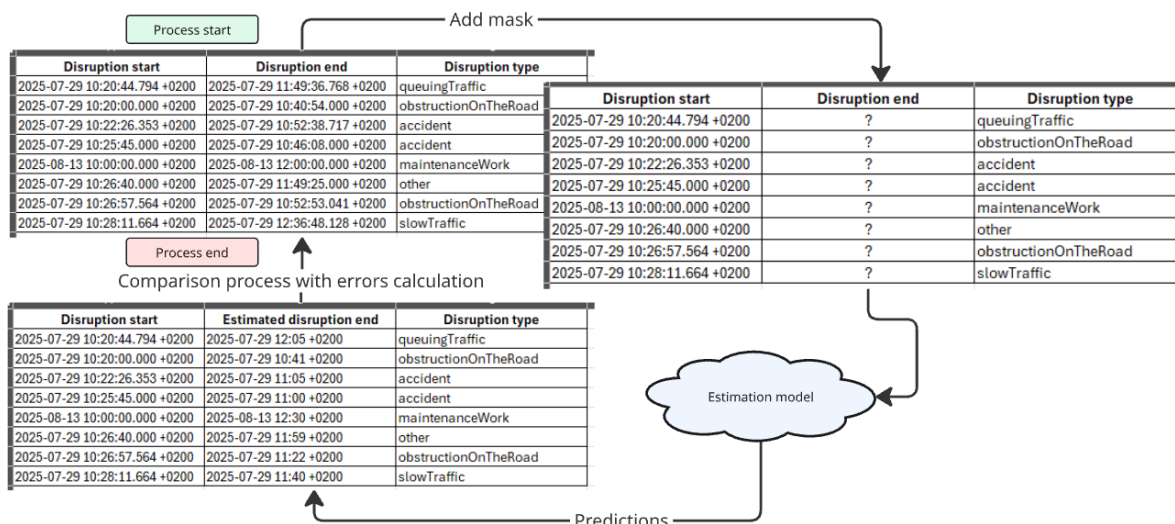 Process start
Add mask
Disruption start Disruption end Disruption type
2025-07-29 10:20:44.794 +0200 2025-07-29 11:49:36.768 +0200 queuingTraffic
2025-07-29 10:20:00.000 +0200 2025-07-29 10:40:54.000 +0200 obstructionOnTheRoad
2025-07-29 10:22:26.353 +0200 2025-07-29 10:52:38.717 +0200 accident
2025-07-29 10:25:45.000 +0200 2025-07-29 10:46:08.000 +0200 accident
2025-08-13 10:00:00.000 +0200 2025-08-13 12:00:00.000 +0200 maintenanceWork
2025-07-29 10:26:40.000 +0200 2025-07-29 11:49:25.000 +0200 other
2025-07-29 10:26:57.564 +0200 2025-07-29 10:52:53.041 +0200 obstructionOnTheRoad
2025-07-29 10:28:11.664 +0200 2025-07-29 12:36:48.128 +0200 slowTraffic
Disruption start Disruption end Disruption type
2025-07-29 10:20:44.794 +0200 ? queuingTraffic
2025-07-29 10:20:00.000 +0200 ? obstructionOnTheRoad
2025-07-29 10:22:26.353 +0200 ? accident
2025-07-29 10:25:45.000 +0200 ? accident
2025-08-13 10:00:00.000 +0200 ? maintenanceWork
2025-07-29 10:26:40.000 +0200 ? other
2025-07-29 10:26:57.564 +0200 ? obstructionOnTheRoad
2025-07-29 10:28:11.664 +0200 ? slowTraffic
Process end
Comparison process with errors calculation
Disruption start Estimated disruption end Disruption type
2025-07-29 10:20:44.794 +0200 2025-07-29 12:05 +0200 queuingTraffic
2025-07-29 10:20:00.000 +0200 2025-07-29 10:41 +0200 obstructionOnTheRoad
2025-07-29 10:22:26.353 +0200 2025-07-29 11:05 +0200 accident
2025-07-29 10:25:45.000 +0200 2025-07-29 11:00 +0200 accident
2025-08-13 10:00:00.000 +0200 2025-08-13 12:30 +0200 maintenanceWork
2025-07-29 10:26:40.000 +0200 2025-07-29 11:59 +0200 other
2025-07-29 10:26:57.564 +0200 2025-07-29 11:22 +0200 obstructionOnTheRoad
2025-07-29 10:28:11.664 +0200 2025-07-29 11:40 +0200 slowTraffic
Estimation model
Predictions